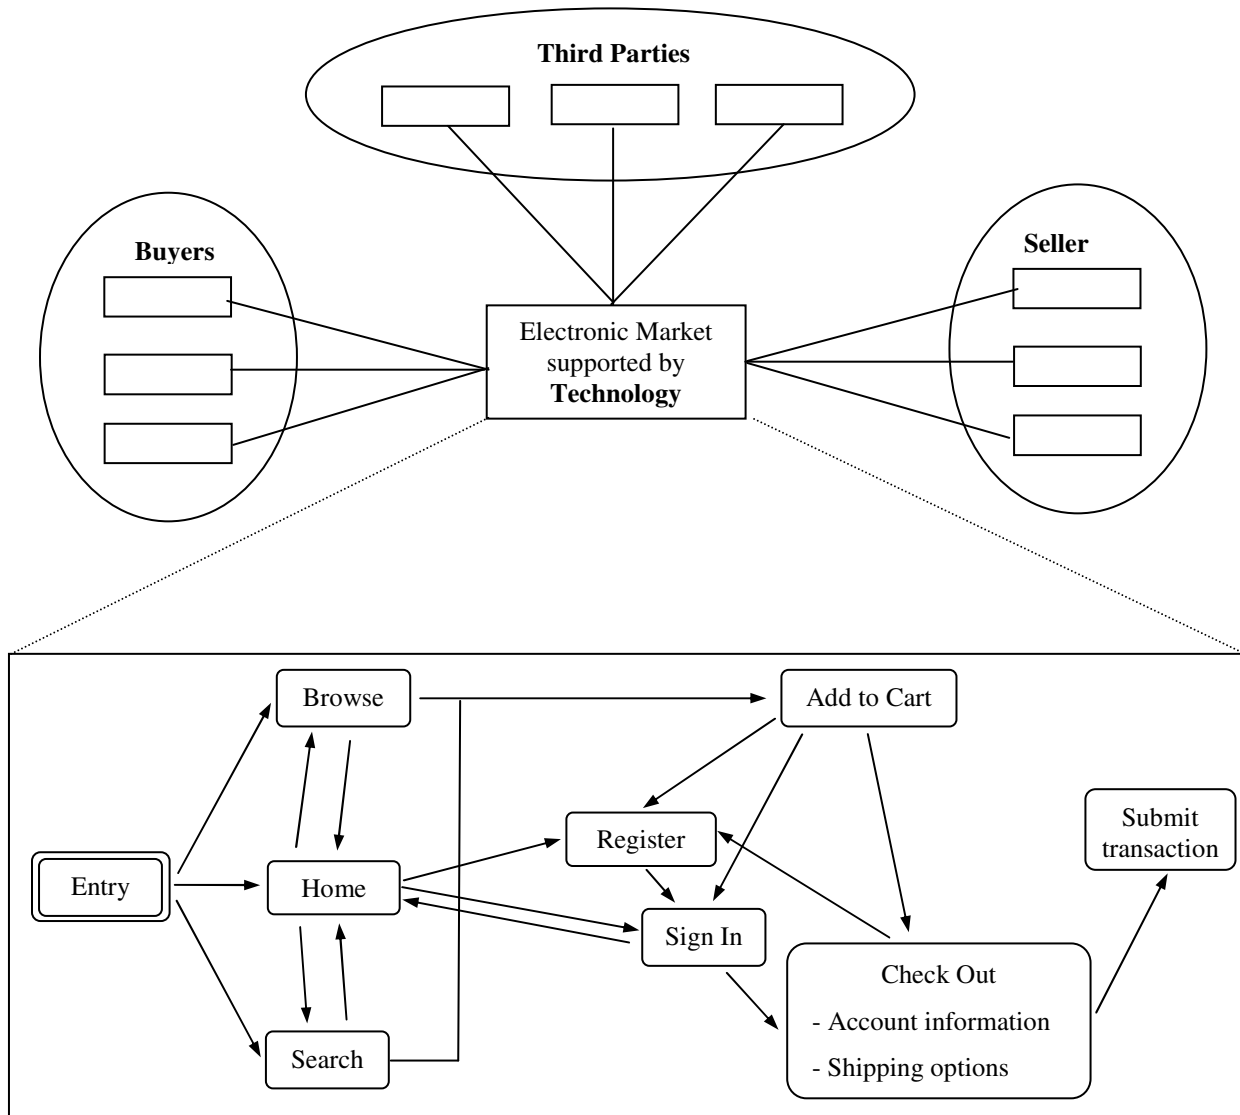 Third Parties
Buyers
Seller
Electronic Market
supported by
Technology
Browse
Add to Cart
Submit
transaction
Register
Entry
Home
Sign In
Check Out
- Account information
- Shipping options
Search